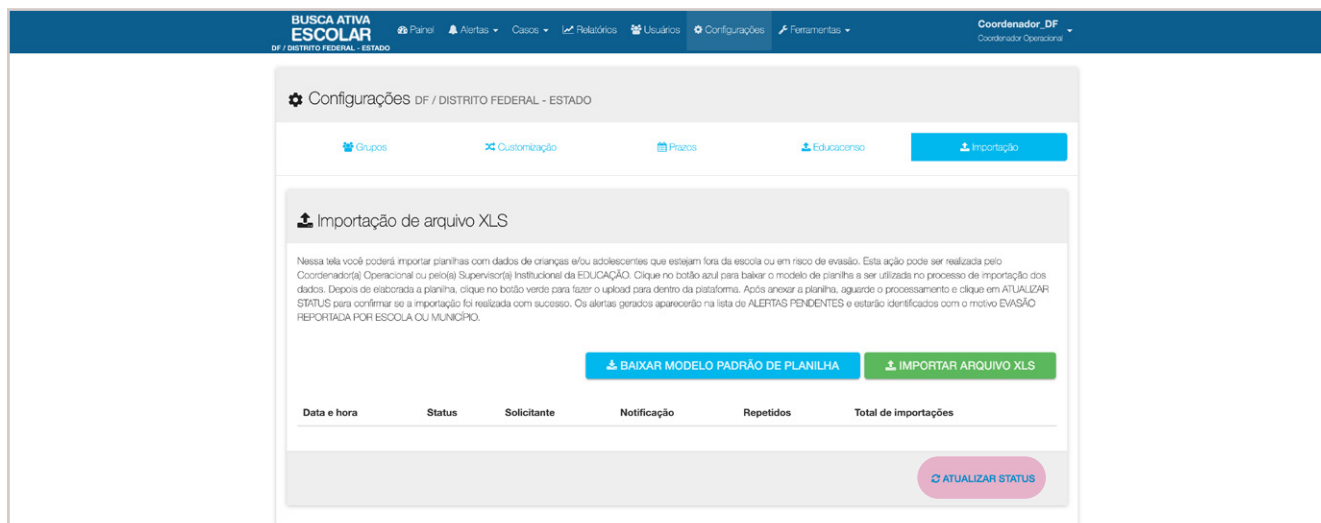 BUSCA ATIVA
ESCOLAR
DF / DISTRITO FEDERAL - ESTADO
Painel Alertas Casos Relatórios Usuários Configurações Ferramentas
Coordenador_DF
Coordenador Operacional
Configurações DF / DISTRITO FEDERAL - ESTADO
Grupos Customização Prazos Educacenso Importação
Importação de arquivo XLS
Nessa tela você poderá importar planilhas com dados de crianças e/ou adolescentes que estejam fora da escola ou em risco de evasão. Esta ação pode ser realizada pelo
Coordenador(a) Operacional ou pelo(a) Supervisor(a) Institucional da EDUCAÇÃO. Clique no botão azul para baixar o modelo de planilha a ser utilizada no processo de importação dos
dados. Depois de elaborada a planilha, clique no botão verde para fazer o upload para dentro da plataforma. Após anexar a planilha, aguarde o processamento e clique em ATUALIZAR
STATUS para confirmar se a importação foi realizada com sucesso. Os alertas gerados aparecerão na lista de ALERTAS PENDENTES e estarão identificados com o motivo EVASÃO
REPORTADA POR ESCOLA OU MUNICÍPIO.
BAIXAR MODELO PADRÃO DE PLANILHA IMPORTAR ARQUIVO XLS
Data e hora Status Solicitante Notificação Repetidos Total de importações
ATUALIZAR STATUS